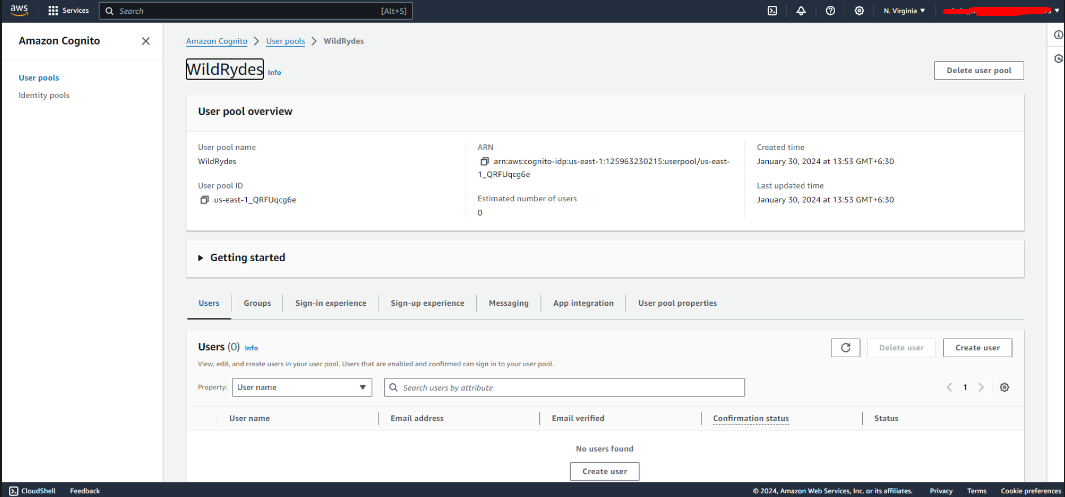 aws Services Search [Alt+S] N. Virginia
Amazon Cognito
User pools
Identity pools
Amazon Cognito > User pools > WildRydes
WildRydes Info
Delete user pool
User pool overview
User pool name
WildRydes
User pool ID
us-east-1_QRFUqcg6e
ARN
arn:aws:cognito-idp:us-east-1:125963230215:userpool/us-east-
1_QRFUqcg6e
Estimated number of users
0
Created time
January 30, 2024 at 13:53 GMT+6:30
Last updated time
January 30, 2024 at 13:53 GMT+6:30
Getting started
Users Groups Sign-in experience Sign-up experience Messaging App integration User pool properties
Users (0) Info
Delete user Create user
View, edit, and create users in your user pool. Users that are enabled and confirmed can sign in to your user pool.
Property: User name Search users by attribute 1
User name Email address Email verified Confirmation status Status
No users found
Create user
CloudShell Feedback © 2024, Amazon Web Services, Inc. or its affiliates. Privacy Terms Cookie preferences